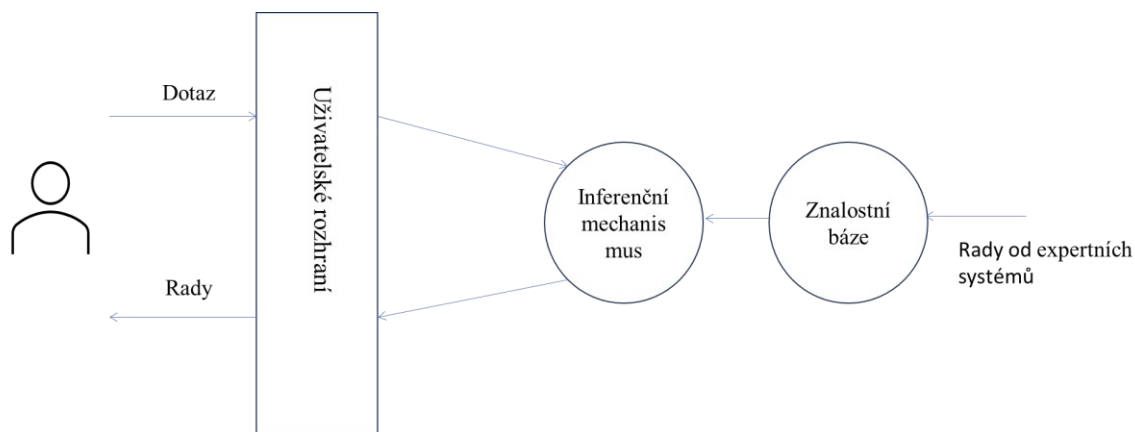 Dotaz
Uživatelské rozhraní
Inferenční
mechanis
mus
Znalostní
báze
Rady od expertních
systémů
Rady